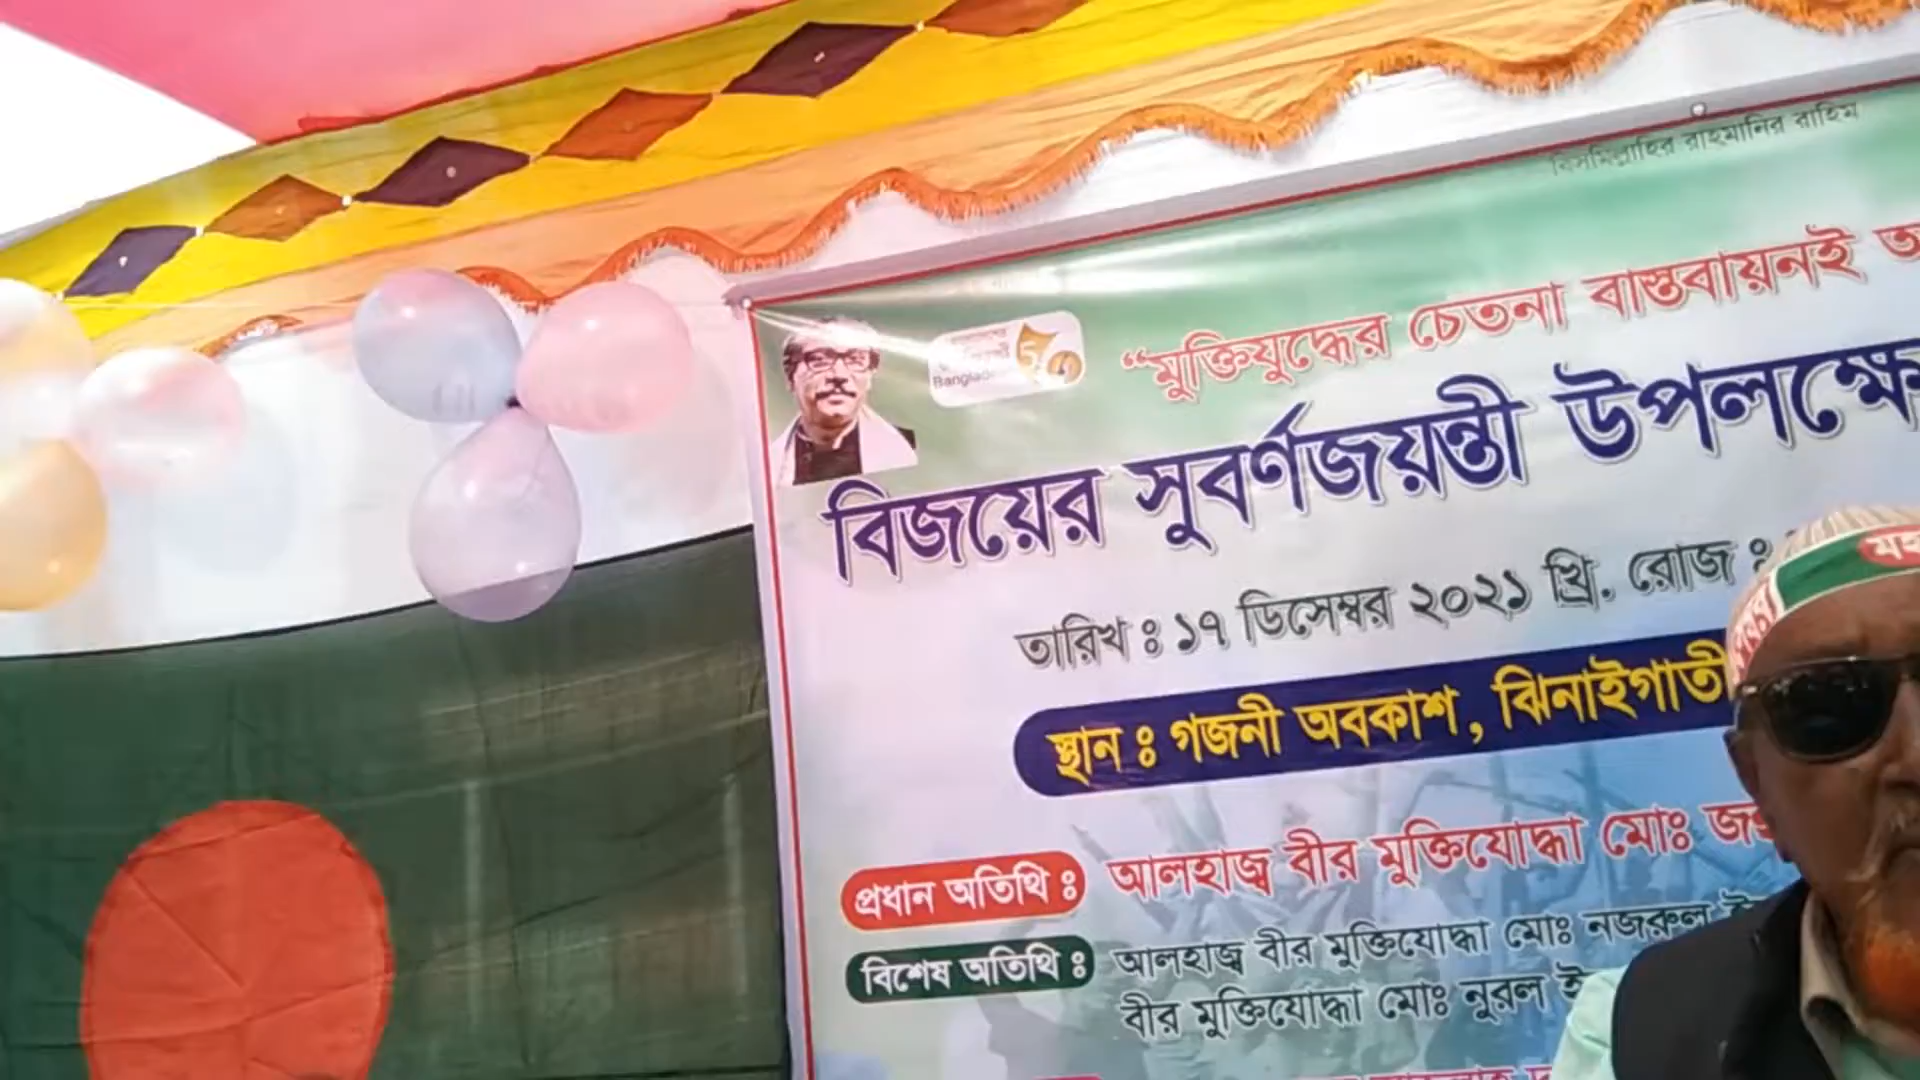 বিসমিল্লাহির রাহমানির রাহিম
“মুক্তিযুদ্ধের চেতনা বাস্তবায়নই
বিজয়ের সুবর্ণজয়ন্তী উপলক্ষে
তারিখ ঃ ১৭ ডিসেম্বর ২০২১ খ্রি. রোজ ঃ
স্থান ঃ গজনী অবকাশ, ঝিনাইগাতী
প্রধান অতিথি ঃ আলহাজ্ব বীর মুক্তিযোদ্ধা মোঃ
বিশেষ অতিথি ঃ আলহাজ্ব বীর মুক্তিযোদ্ধা মোঃ নজরুল
বীর মুক্তিযোদ্ধা মোঃ নুরল